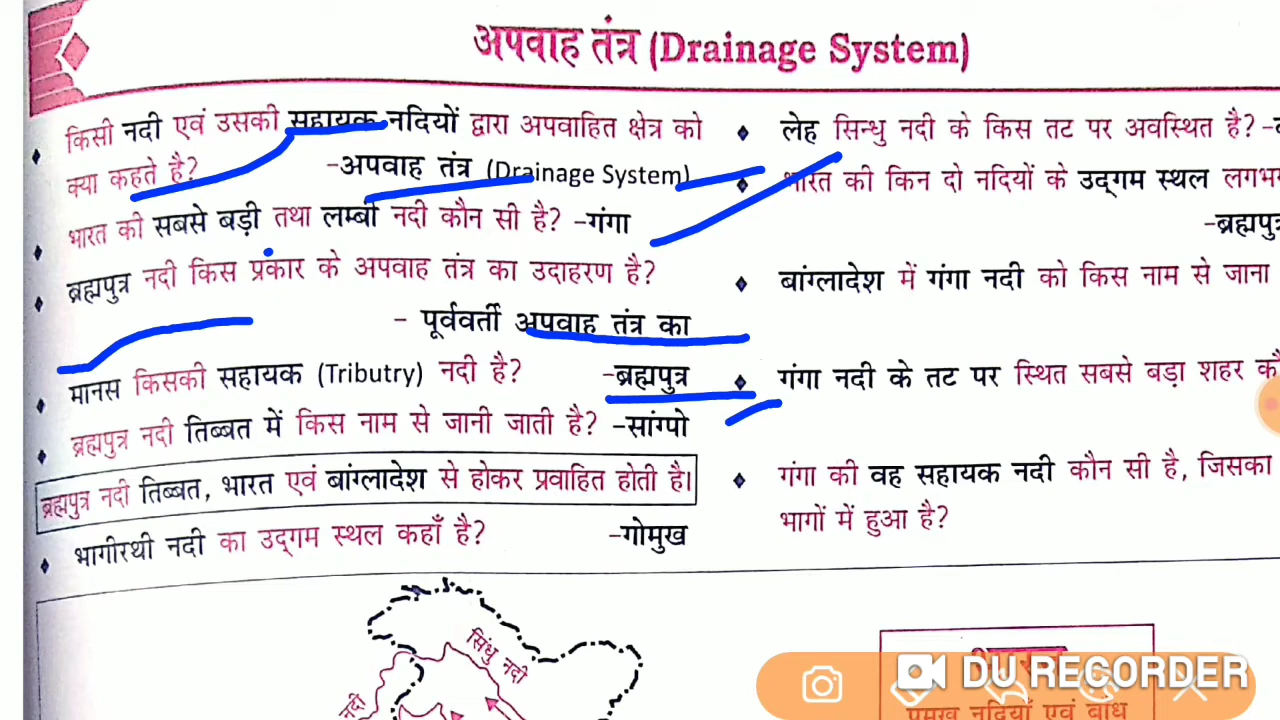 अपवाह तंत्र (Drainage System)
किसी नदी एवं उसकी सहायक नदियों द्वारा अपवाहित क्षेत्र को
क्या कहते है? -अपवाह तंत्र (Drainage System)
भारत की सबसे बड़ी तथा लम्बी नदी कौन सी है? -गंगा
ब्रह्मपुत्र नदी किस प्रकार के अपवाह तंत्र का उदाहरण है?
- पूर्ववर्ती अपवाह तंत्र का
मानस किसकी सहायक (Tributry) नदी है? -ब्रह्मपुत्र
ब्रह्मपुत्र नदी तिब्बत में किस नाम से जानी जाती है? -सांग्पो
ब्रह्मपुत्र नदी तिब्बत, भारत एवं बांग्लादेश से होकर प्रवाहित होती है।
भागीरथी नदी का उद्‌गम स्थल कहाँ है? -गोमुख
लेह सिन्धु नदी के किस तट पर अवस्थित है?
भारत की किन दो नदियों के उद्‌गम स्थल
बांग्लादेश में गंगा नदी को किस नाम से जाना
गंगा नदी के तट पर स्थित सबसे बड़ा शहर
गंगा की वह सहायक नदी कौन सी है, जिसका
भागों में हुआ है?
सिंधु नदी
DU RECORDER
प्रमुख नदियाँ एवं बांध